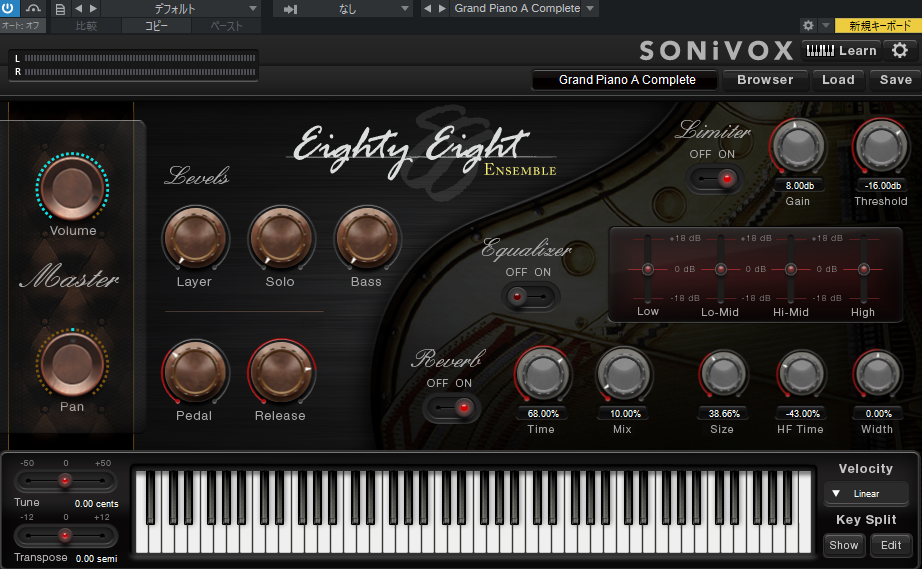 デフォルト なし Grand Piano A Complete
オート: オフ 比較 コピー ペースト 新規キーボード
SONiVOX Learn
L
R
Grand Piano A Complete Browser Load Save
Eighty Eight
Ensemble
Limiter
OFF ON
8.00db -16.00db
Gain Threshold
Levels
Volume
Master
Pan
Layer Solo Bass
Equalizer
OFF ON
+18 dB +18 dB +18 dB
0 dB 0 dB 0 dB
-18 dB -18 dB -18 dB
Low Lo-Mid Hi-Mid High
Reverb
OFF ON
Pedal Release
68.00% 10.00% 38.66% -43.00% 0.00%
Time Mix Size HF Time Width
-50 0 +50
Tune 0.00 cents
-12 0 +12
Transpose 0.00 semi
Velocity
Linear
Key Split
Show Edit